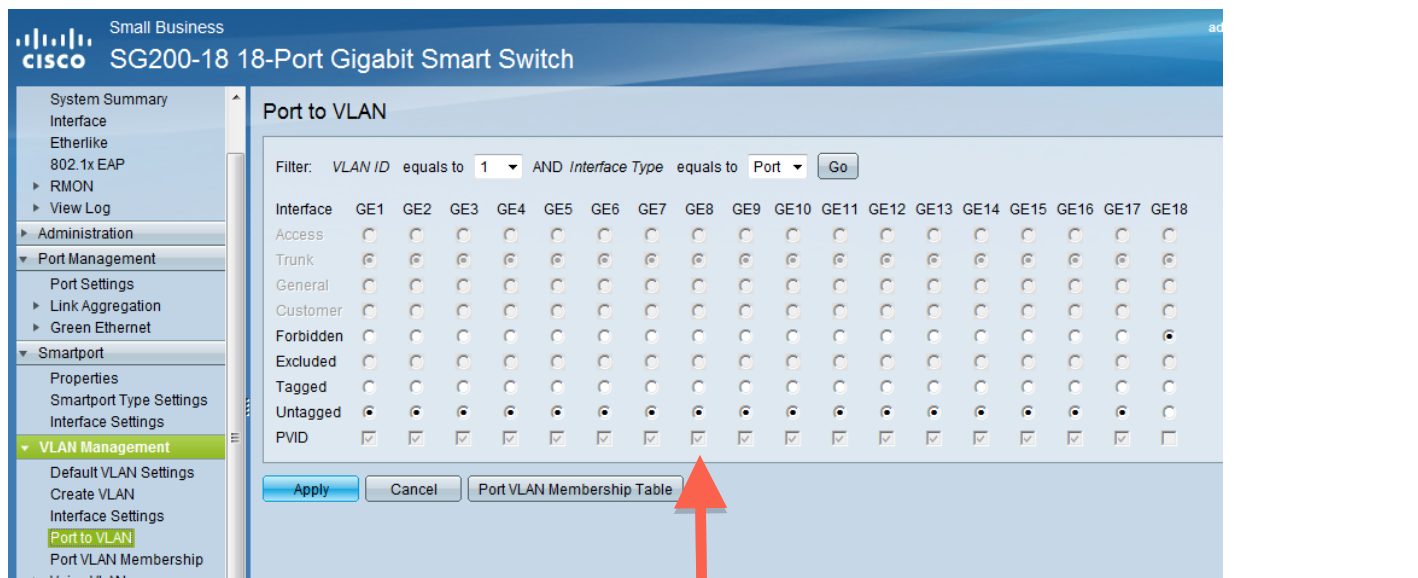 Small Business
cisco SG200-18 18-Port Gigabit Smart Switch
ad
System Summary
Interface
Etherlike
802.1x EAP
RMON
View Log
Administration
Port Management
Port Settings
Link Aggregation
Green Ethernet
Smartport
Properties
Smartport Type Settings
Interface Settings
VLAN Management
Default VLAN Settings
Create VLAN
Interface Settings
Port to VLAN
Port VLAN Membership
Port to VLAN
Filter: VLAN ID equals to 1 AND Interface Type equals to Port Go
Interface GE1 GE2 GE3 GE4 GE5 GE6 GE7 GE8 GE9 GE10 GE11 GE12 GE13 GE14 GE15 GE16 GE17 GE18
Access
Trunk
General
Customer
Forbidden
Excluded
Tagged
Untagged
PVID
Apply Cancel Port VLAN Membership Table